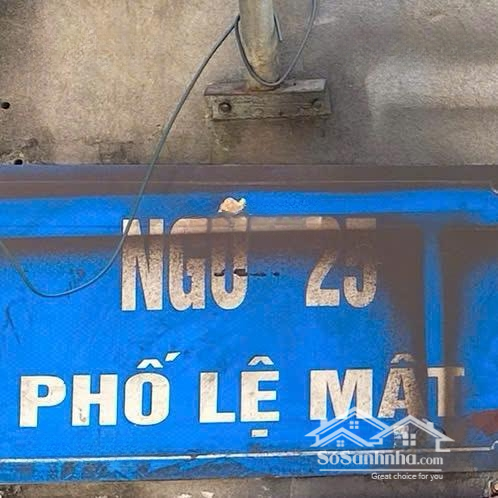 NGÕ 25
PHỐ LỆ MẬT
SoSanhnha.com
Great choice for you